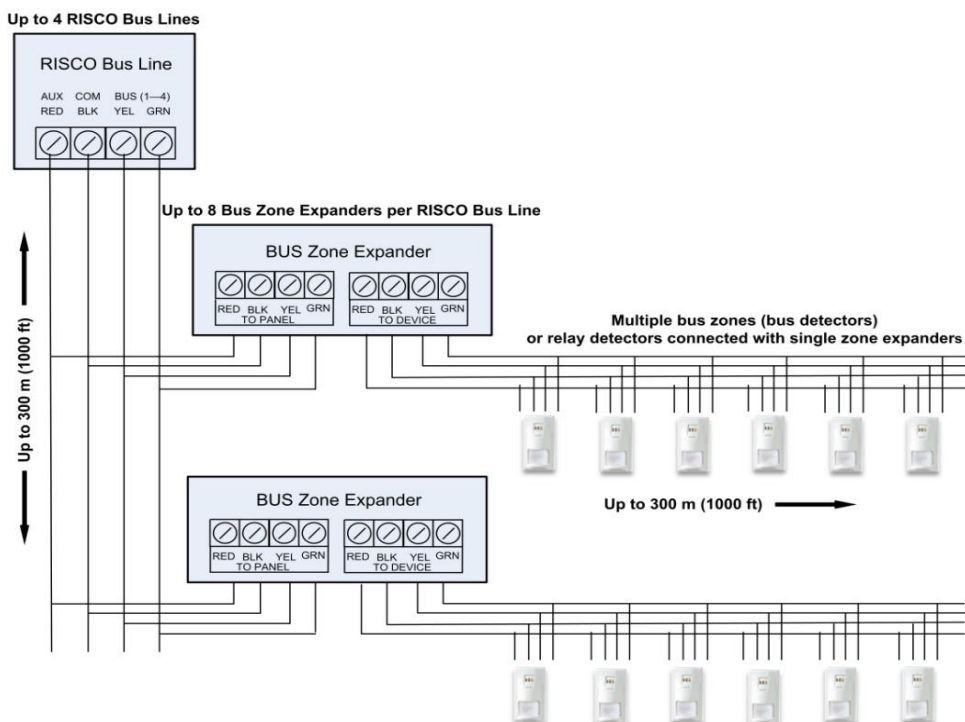 Up to 4 RISCO Bus Lines
RISCO Bus Line
AUX COM BUS (1—4)
RED BLK YEL GRN
Up to 8 Bus Zone Expanders per RISCO Bus Line
BUS Zone Expander
RED BLK YEL GRN RED BLK YEL GRN
TO PANEL TO DEVICE
Multiple bus zones (bus detectors)
or relay detectors connected with single zone expanders
Up to 300 m (1000 ft)
Up to 300 m (1000 ft)
BUS Zone Expander
RED BLK YEL GRN RED BLK YEL GRN
TO PANEL TO DEVICE